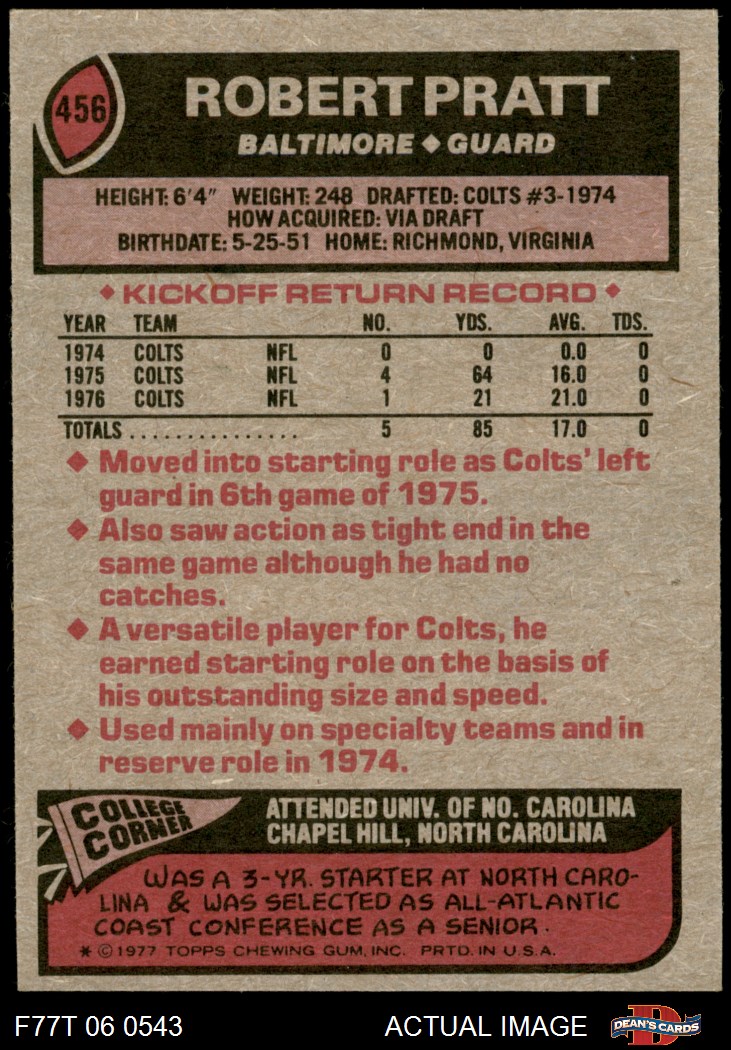 456
ROBERT PRATT
BALTIMORE ◆ GUARD
HEIGHT: 6'4" WEIGHT: 248 DRAFTED: COLTS #3-1974
HOW ACQUIRED: VIA DRAFT
BIRTHDATE: 5-25-51 HOME: RICHMOND, VIRGINIA
◆ KICKOFF RETURN RECORD ◆
YEAR TEAM NO. YDS. AVG. TDS.
1974 COLTS NFL 0 0 0.0 0
1975 COLTS NFL 4 64 16.0 0
1976 COLTS NFL 1 21 21.0 0
TOTALS ............... 5 85 17.0 0
◆ Moved into starting role as Colts' left
guard in 6th game of 1975.
◆ Also saw action as tight end in the
same game although he had no
catches.
◆ A versatile player for Colts, he
earned starting role on the basis of
his outstanding size and speed.
◆ Used mainly on specialty teams and in
reserve role in 1974.
COLLEGE
CORNER
ATTENDED UNIV. OF NO. CAROLINA
CHAPEL HILL, NORTH CAROLINA
WAS A 3-YR. STARTER AT NORTH CARO-
LINA & WAS SELECTED AS ALL-ATLANTIC
COAST CONFERENCE AS A SENIOR.
* © 1977 TOPPS CHEWING GUM, INC. PRTD. IN U.S.A.
F77T 06 0543 ACTUAL IMAGE
D
DEAN'S CARDS